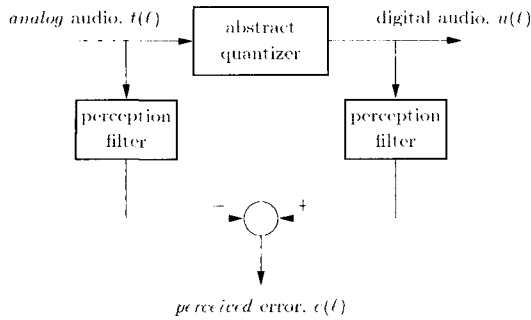 analog audio, t(t)
abstract
quantizer
digital audio, u(t)
perception
filter
perception
filter
− +
perceived error, e(t)